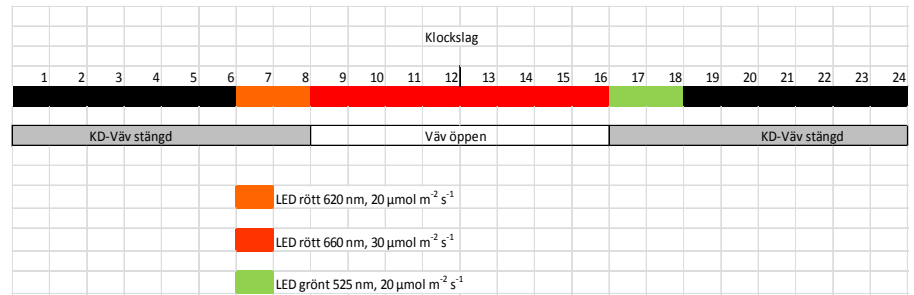 Klockslag
1 2 3 4 5 6 7 8 9 10 11 12 13 14 15 16 17 18 19 20 21 22 23 24
KD-Väv stängd Väv öppen KD-Väv stängd
LED rött 620 nm, 20 µmol m⁻² s⁻¹
LED rött 660 nm, 30 µmol m⁻² s⁻¹
LED grönt 525 nm, 20 µmol m⁻² s⁻¹